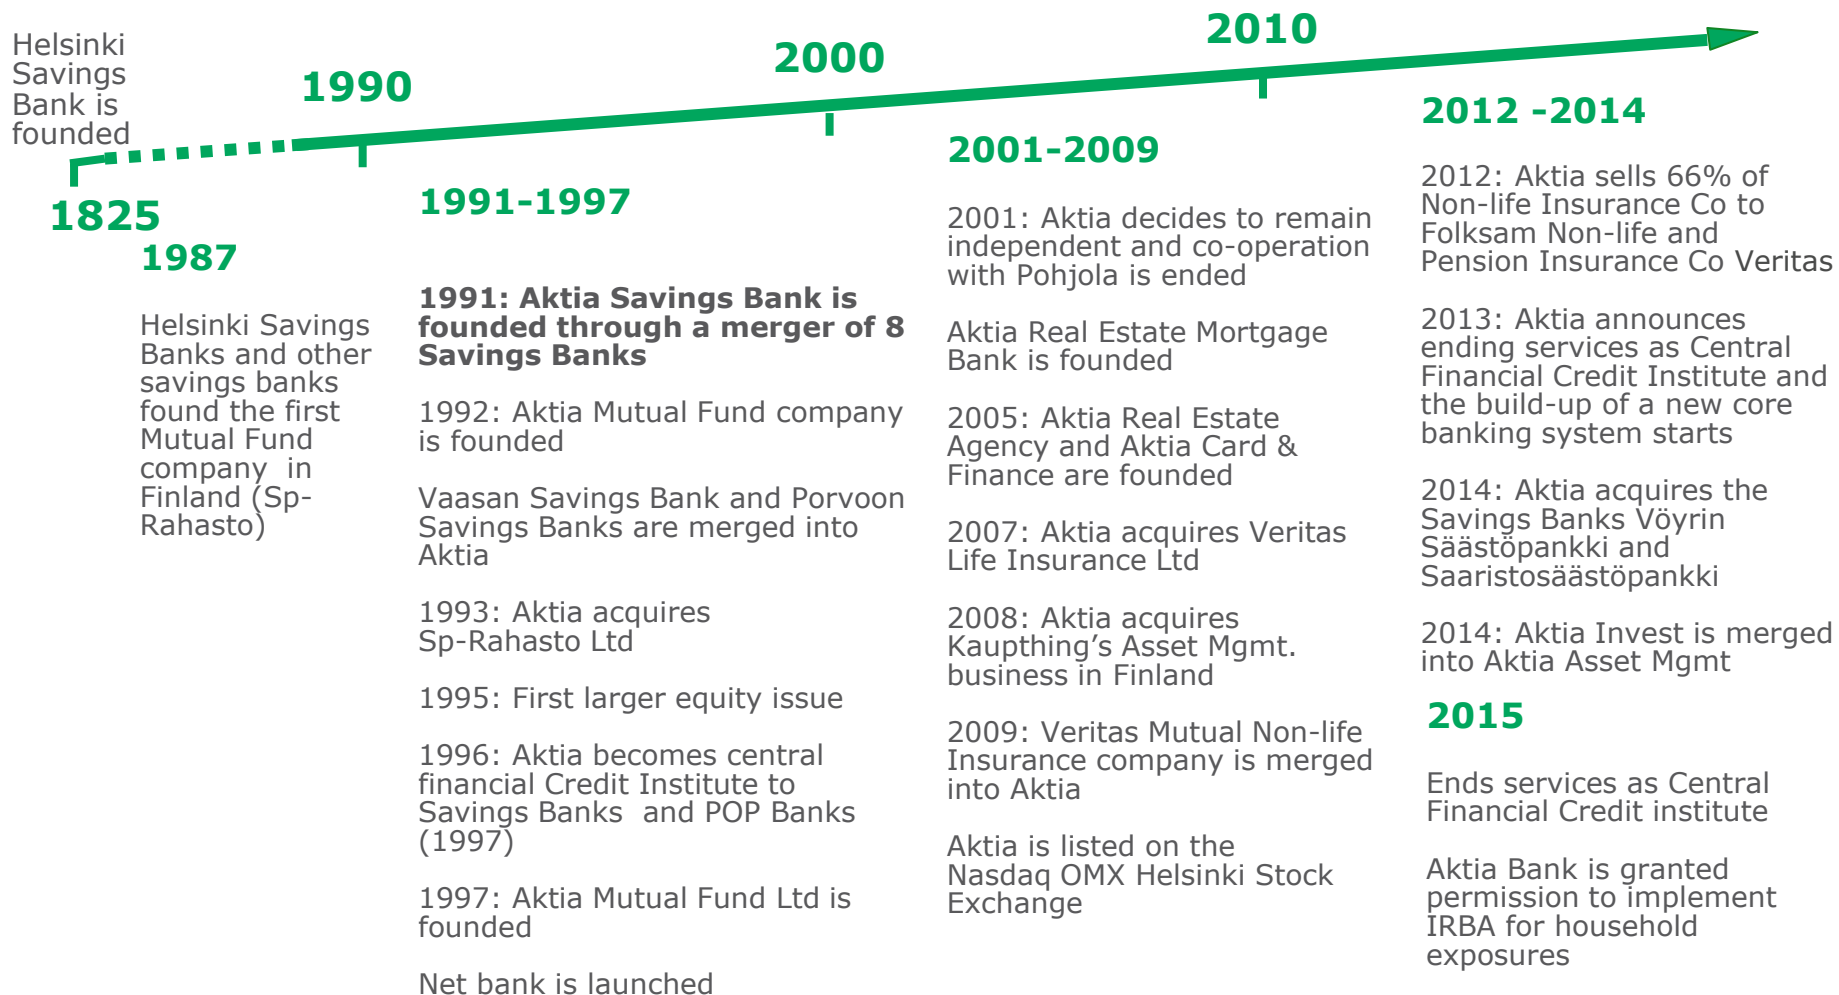 Helsinki
Savings
Bank is
founded
1825
1990
2000
2010
1987
Helsinki Savings
Banks and other
savings banks
found the first
Mutual Fund
company in
Finland (Sp-
Rahasto)
1991-1997
1991: Aktia Savings Bank is
founded through a merger of 8
Savings Banks
1992: Aktia Mutual Fund company
is founded
Vaasan Savings Bank and Porvoon
Savings Banks are merged into
Aktia
1993: Aktia acquires
Sp-Rahasto Ltd
1995: First larger equity issue
1996: Aktia becomes central
financial Credit Institute to
Savings Banks and POP Banks
(1997)
1997: Aktia Mutual Fund Ltd is
founded
Net bank is launched
2001-2009
2001: Aktia decides to remain
independent and co-operation
with Pohjola is ended
Aktia Real Estate Mortgage
Bank is founded
2005: Aktia Real Estate
Agency and Aktia Card &
Finance are founded
2007: Aktia acquires Veritas
Life Insurance Ltd
2008: Aktia acquires
Kaupthing’s Asset Mgmt.
business in Finland
2009: Veritas Mutual Non-life
Insurance company is merged
into Aktia
Aktia is listed on the
Nasdaq OMX Helsinki Stock
Exchange
2012 -2014
2012: Aktia sells 66% of
Non-life Insurance Co to
Folksam Non-life and
Pension Insurance Co Veritas
2013: Aktia announces
ending services as Central
Financial Credit Institute and
the build-up of a new core
banking system starts
2014: Aktia acquires the
Savings Banks Vöyrin
Säästöpankki and
Saaristosäästöpankki
2014: Aktia Invest is merged
into Aktia Asset Mgmt
2015
Ends services as Central
Financial Credit institute
Aktia Bank is granted
permission to implement
IRBA for household
exposures